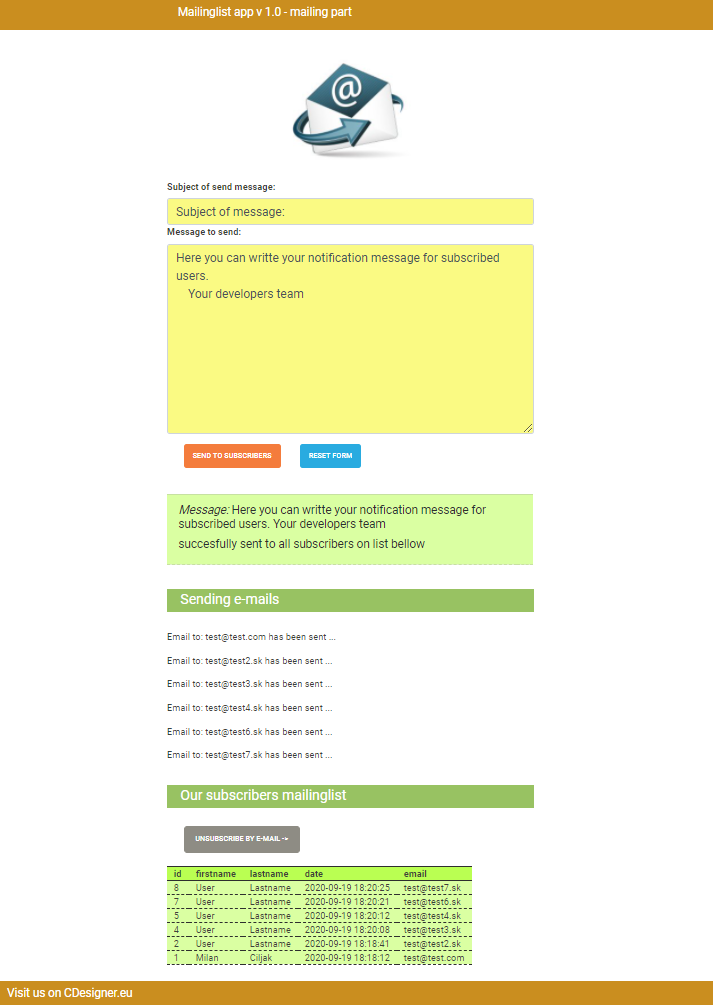 Mailinglist app v 1.0 - mailing part
@
Subject of send message:
Subject of message:
Message to send:
Here you can writte your notification message for subscribed
users.
Your developers team
SEND TO SUBSCRIBERS RESET FORM
Message: Here you can writte your notification message for
subscribed users. Your developers team
succesfully sent to all subscribers on list bellow
Sending e-mails
Email to: test@test.com has been sent ...
Email to: test@test2.sk has been sent ...
Email to: test@test3.sk has been sent ...
Email to: test@test4.sk has been sent ...
Email to: test@test6.sk has been sent ...
Email to: test@test7.sk has been sent ...
Our subscribers mailinglist
UNSUBSCRIBE BY E-MAIL ->
id firstname lastname date email
8 User Lastname 2020-09-19 18:20:25 test@test7.sk
7 User Lastname 2020-09-19 18:20:21 test@test6.sk
5 User Lastname 2020-09-19 18:20:12 test@test4.sk
4 User Lastname 2020-09-19 18:20:08 test@test3.sk
2 User Lastname 2020-09-19 18:18:41 test@test2.sk
1 Milan Ciljak 2020-09-19 18:18:12 test@test.com
Visit us on CDesigner.eu